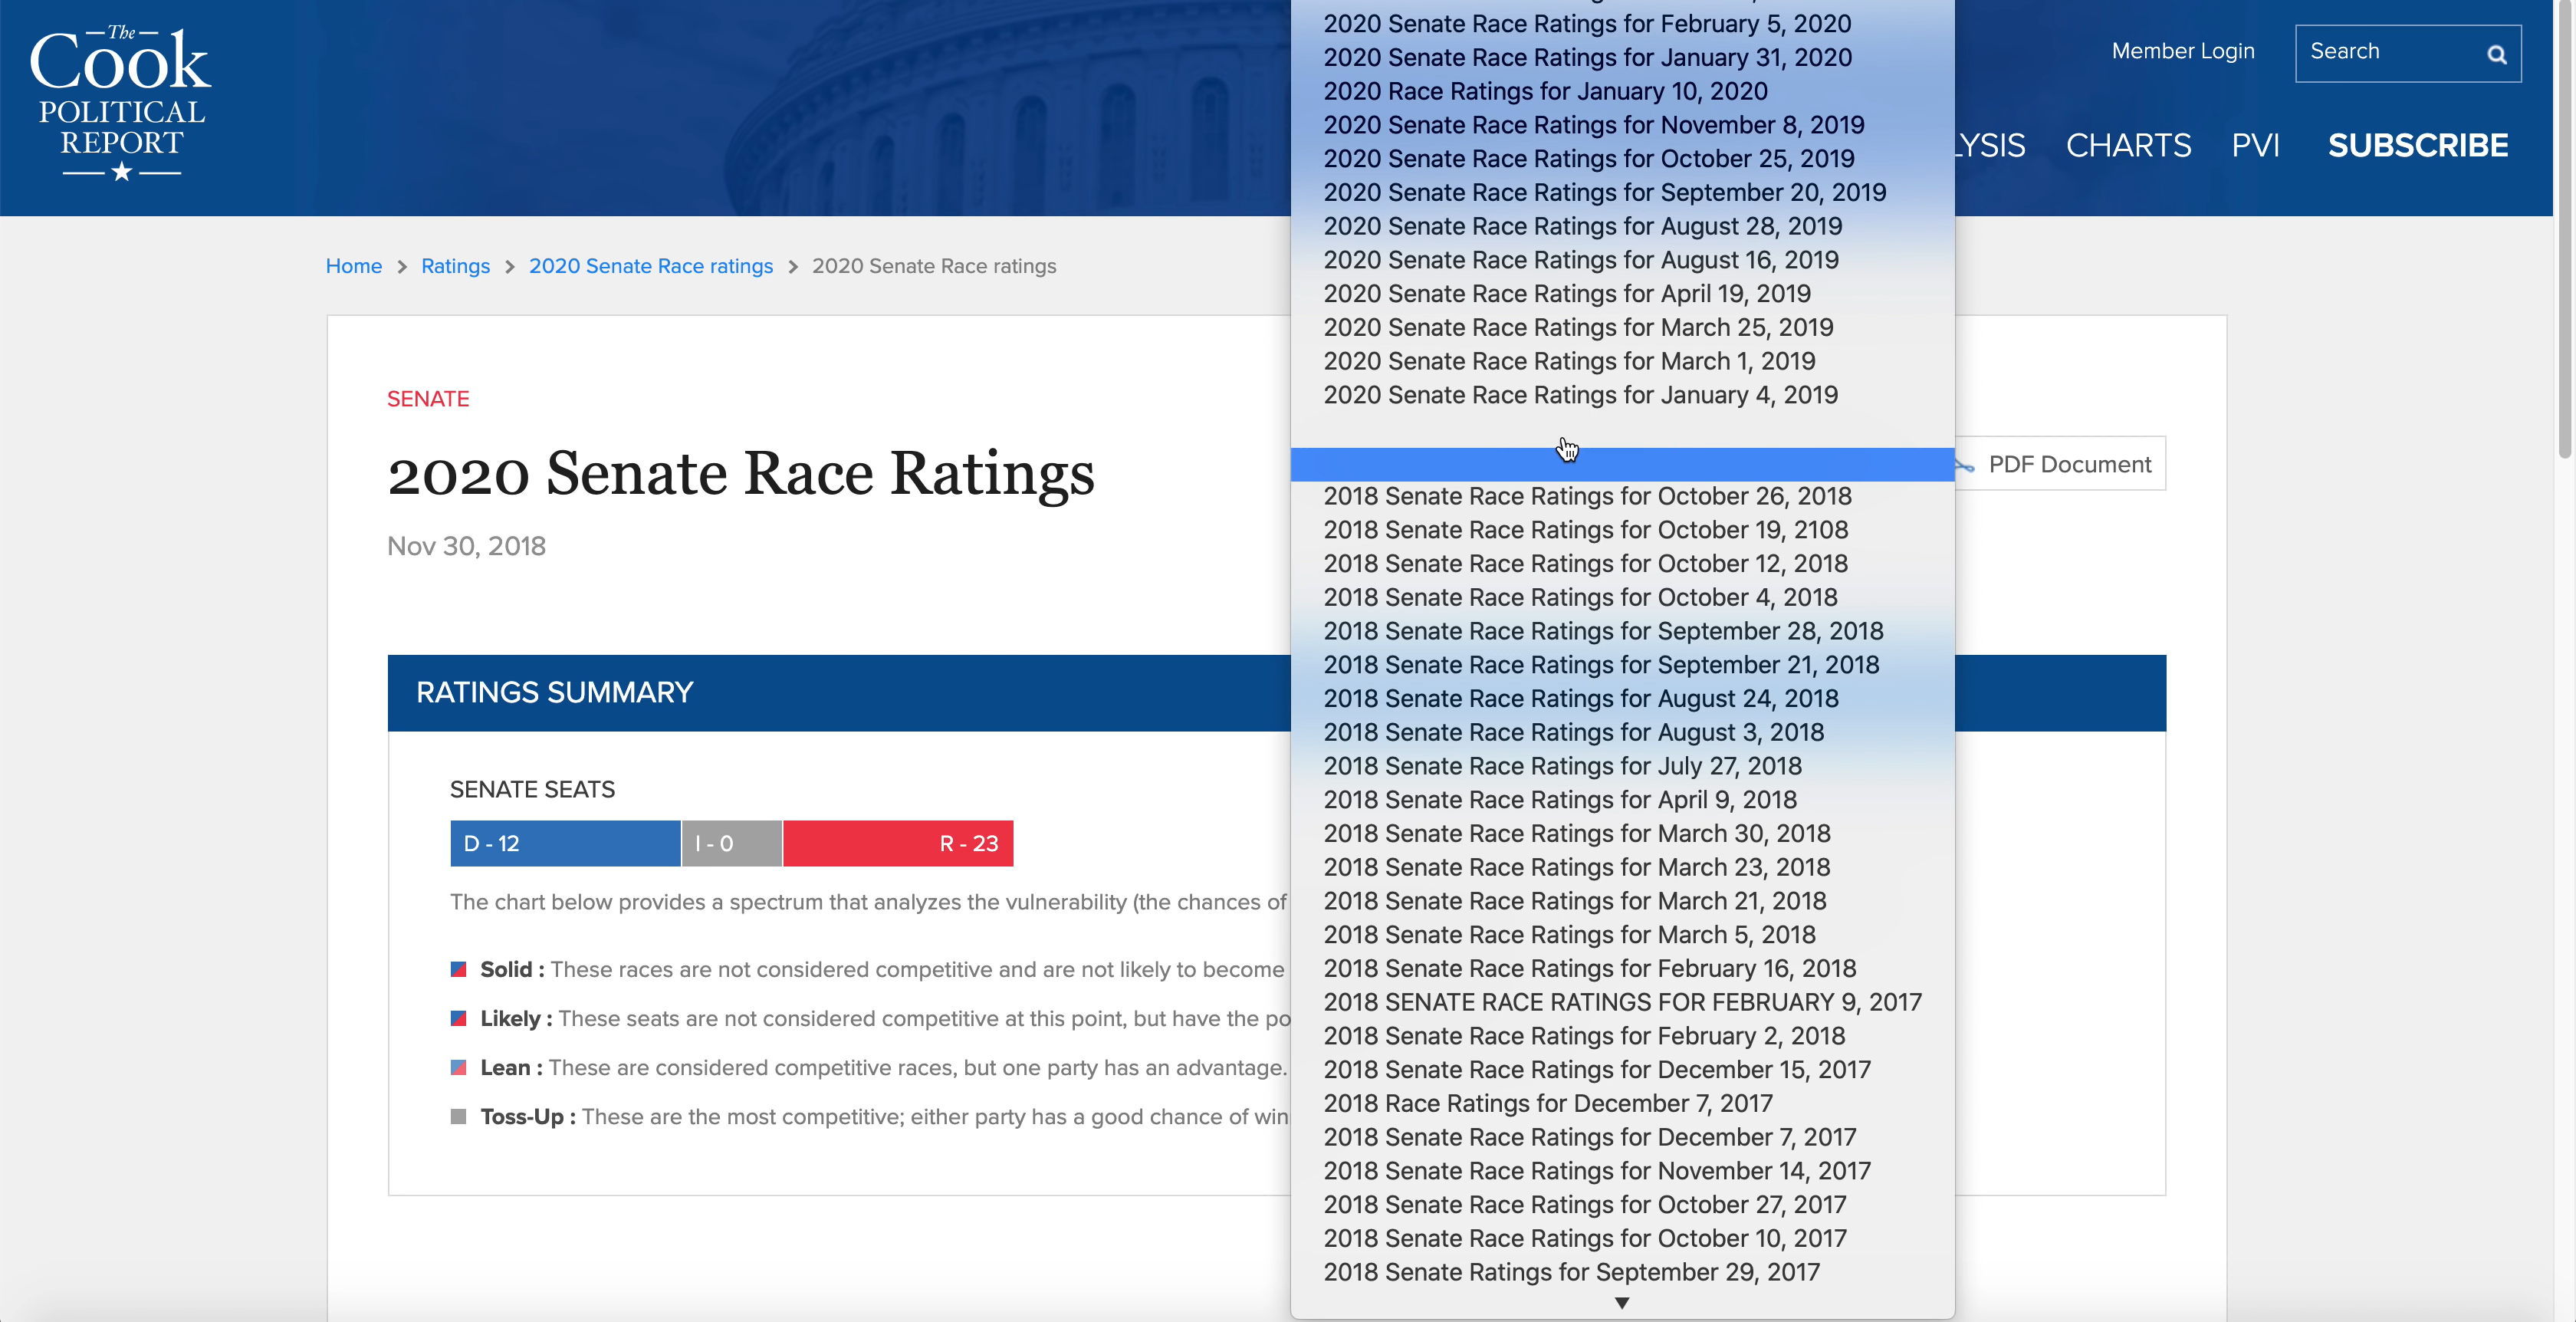 The
Cook
POLITICAL
REPORT
Member Login
Search
LYSIS
CHARTS
PVI
SUBSCRIBE
Home > Ratings > 2020 Senate Race ratings > 2020 Senate Race ratings
SENATE
2020 Senate Race Ratings
Nov 30, 2018
PDF Document
RATINGS SUMMARY
SENATE SEATS
D - 12
I - 0
R - 23
The chart below provides a spectrum that analyzes the vulnerability (the chances of
Solid : These races are not considered competitive and are not likely to become
Likely : These seats are not considered competitive at this point, but have the po
Lean : These are considered competitive races, but one party has an advantage.
Toss-Up : These are the most competitive; either party has a good chance of win
2020 Senate Race Ratings for February 5, 2020
2020 Senate Race Ratings for January 31, 2020
2020 Race Ratings for January 10, 2020
2020 Senate Race Ratings for November 8, 2019
2020 Senate Race Ratings for October 25, 2019
2020 Senate Race Ratings for September 20, 2019
2020 Senate Race Ratings for August 28, 2019
2020 Senate Race Ratings for August 16, 2019
2020 Senate Race Ratings for April 19, 2019
2020 Senate Race Ratings for March 25, 2019
2020 Senate Race Ratings for March 1, 2019
2020 Senate Race Ratings for January 4, 2019
2018 Senate Race Ratings for October 26, 2018
2018 Senate Race Ratings for October 19, 2108
2018 Senate Race Ratings for October 12, 2018
2018 Senate Race Ratings for October 4, 2018
2018 Senate Race Ratings for September 28, 2018
2018 Senate Race Ratings for September 21, 2018
2018 Senate Race Ratings for August 24, 2018
2018 Senate Race Ratings for August 3, 2018
2018 Senate Race Ratings for July 27, 2018
2018 Senate Race Ratings for April 9, 2018
2018 Senate Race Ratings for March 30, 2018
2018 Senate Race Ratings for March 23, 2018
2018 Senate Race Ratings for March 21, 2018
2018 Senate Race Ratings for March 5, 2018
2018 Senate Race Ratings for February 16, 2018
2018 SENATE RACE RATINGS FOR FEBRUARY 9, 2017
2018 Senate Race Ratings for February 2, 2018
2018 Senate Race Ratings for December 15, 2017
2018 Race Ratings for December 7, 2017
2018 Senate Race Ratings for December 7, 2017
2018 Senate Race Ratings for November 14, 2017
2018 Senate Race Ratings for October 27, 2017
2018 Senate Race Ratings for October 10, 2017
2018 Senate Ratings for September 29, 2017